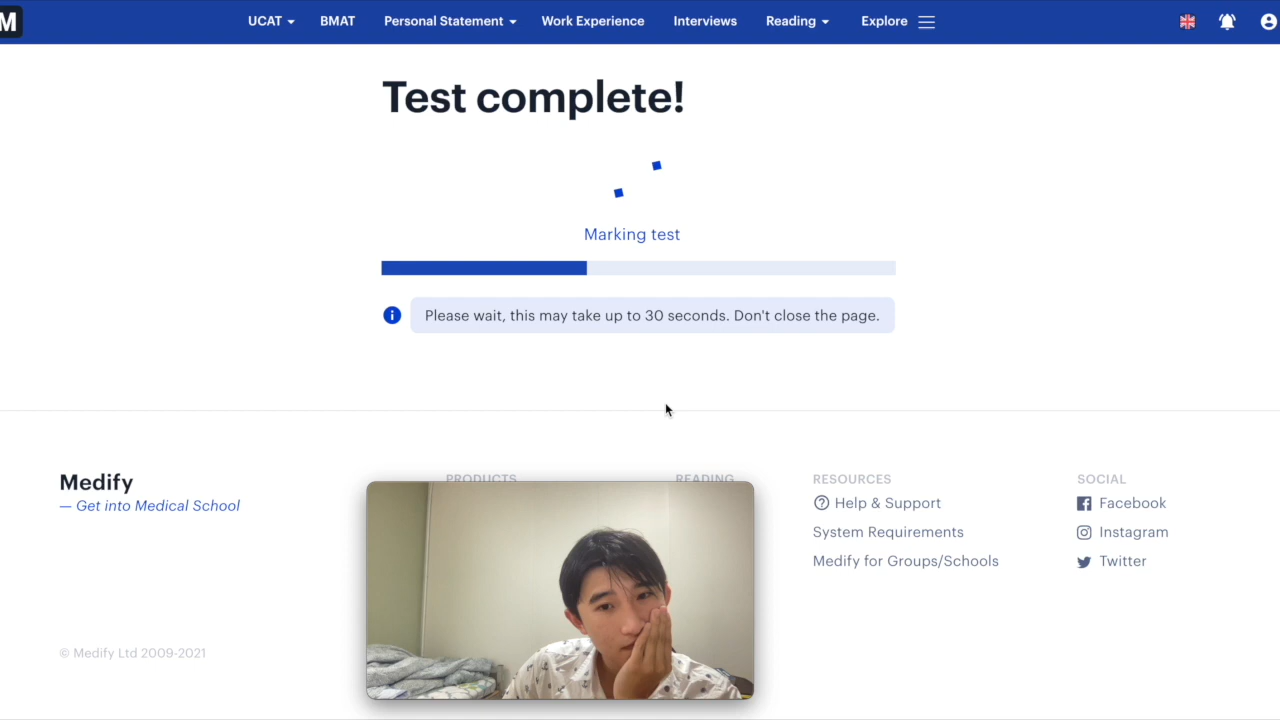 M
UCAT
BMAT
Personal Statement
Work Experience
Interviews
Reading
Explore
Test complete!
Marking test
Please wait, this may take up to 30 seconds. Don't close the page.
Medify
— Get into Medical School
PRODUCTS
READING
RESOURCES
Help & Support
System Requirements
Medify for Groups/Schools
SOCIAL
Facebook
Instagram
Twitter
© Medify Ltd 2009-2021